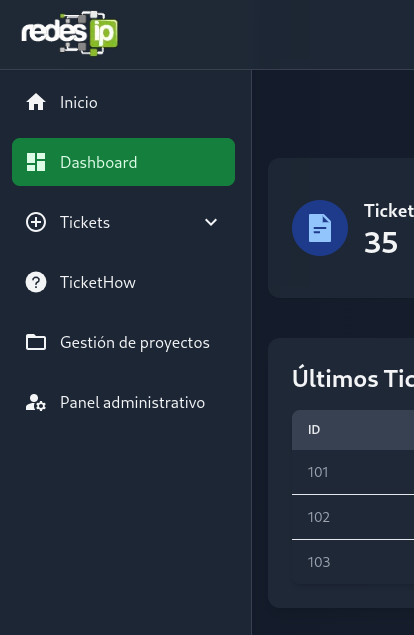 redes ip
Inicio
Dashboard
Tickets
TicketHow
Gestión de proyectos
Panel administrativo
Ticket
35
Últimos Tic
ID
101
102
103